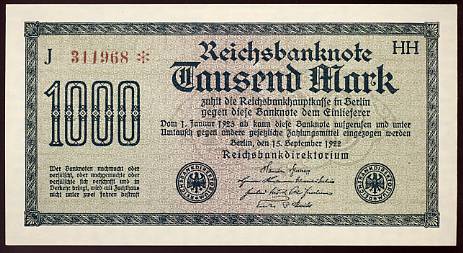 J 311968 *
HH
Reichsbanknote
Tausend Mark
1000
zahlt die Reichsbankhauptkasse in Berlin
gegen diese Banknote dem Einlieferer
Vom 1. Januar 1923 ab kann diese Banknote aufgerufen und unter
Umtausch gegen andere gesetzliche Zahlungsmittel eingezogen werden
Berlin, den 15. September 1922
Reichsbankdirektorium
Wer Banknoten nachmacht oder
verfälscht, oder nachgemachte oder
verfälschte sich verschafft und in
Verkehr bringt, wird mit Zuchthaus
nicht unter zwei Jahren bestraft